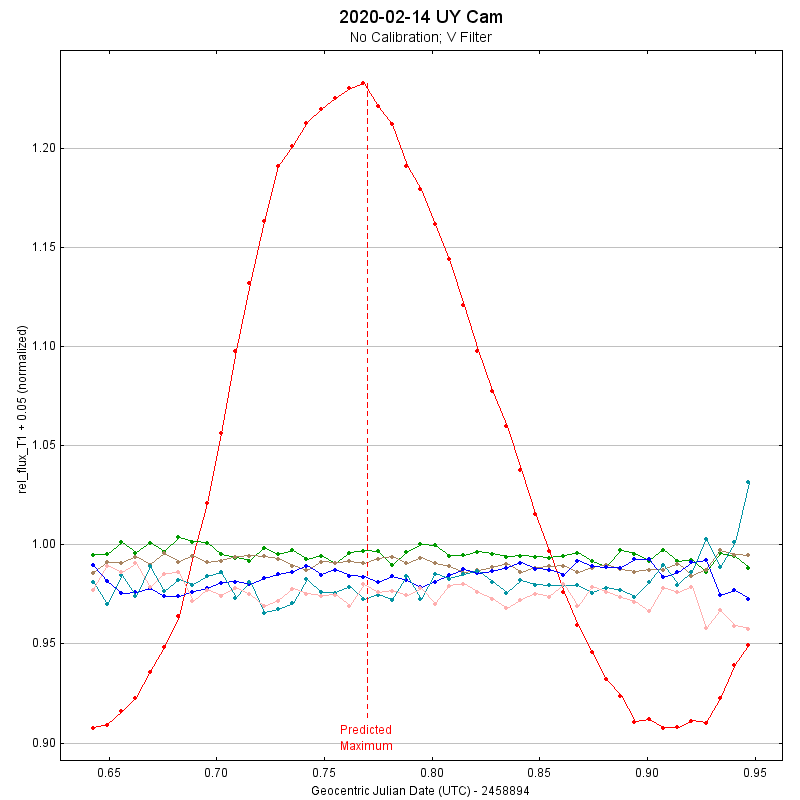 2020-02-14 UY Cam
No Calibration; V Filter
rel_flux_T1 + 0.05 (normalized)
1.20
1.15
1.10
1.05
1.00
0.95
0.90
Predicted
Maximum
0.65 0.70 0.75 0.80 0.85 0.90 0.95
Geocentric Julian Date (UTC) - 2458894